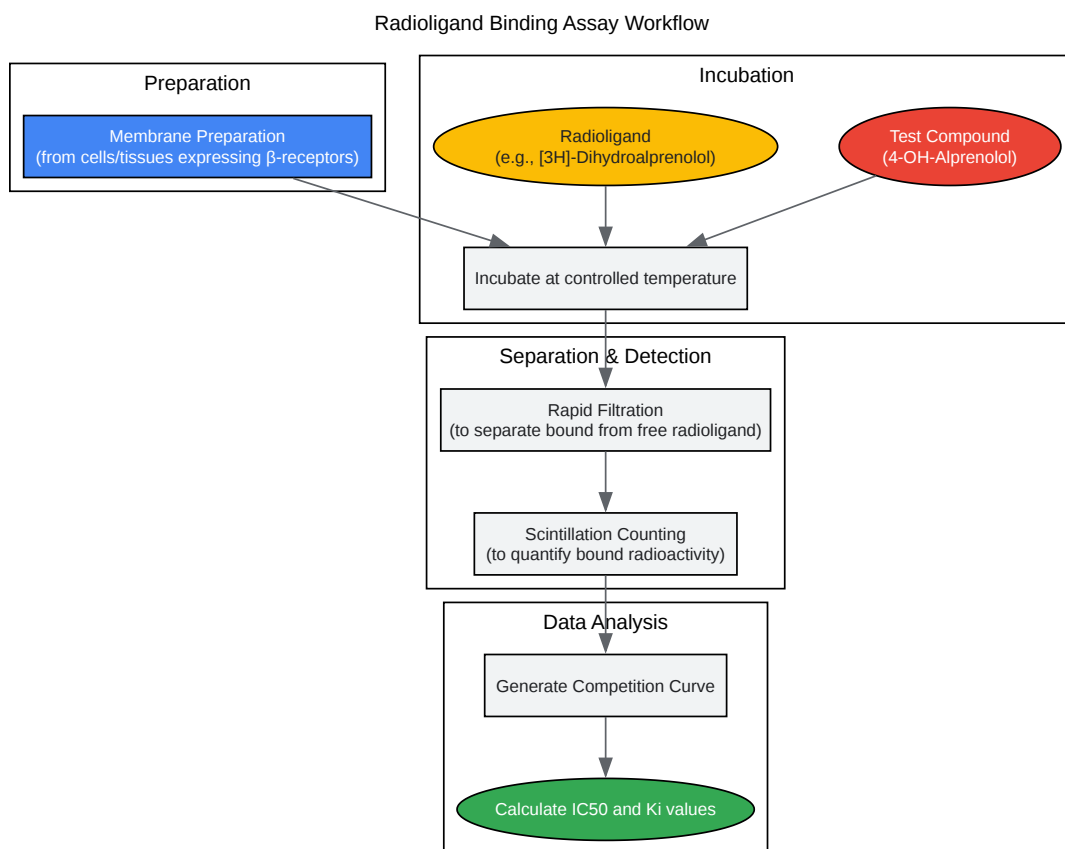 Radioligand Binding Assay Workflow
Preparation
Membrane Preparation
(from cells/tissues expressing β-receptors)
Incubation
Radioligand
(e.g., [3H]-Dihydroalprenolol)
Test Compound
(4-OH-Alprenolol)
Incubate at controlled temperature
Separation & Detection
Rapid Filtration
(to separate bound from free radioligand)
Scintillation Counting
(to quantify bound radioactivity)
Data Analysis
Generate Competition Curve
Calculate IC50 and Ki values